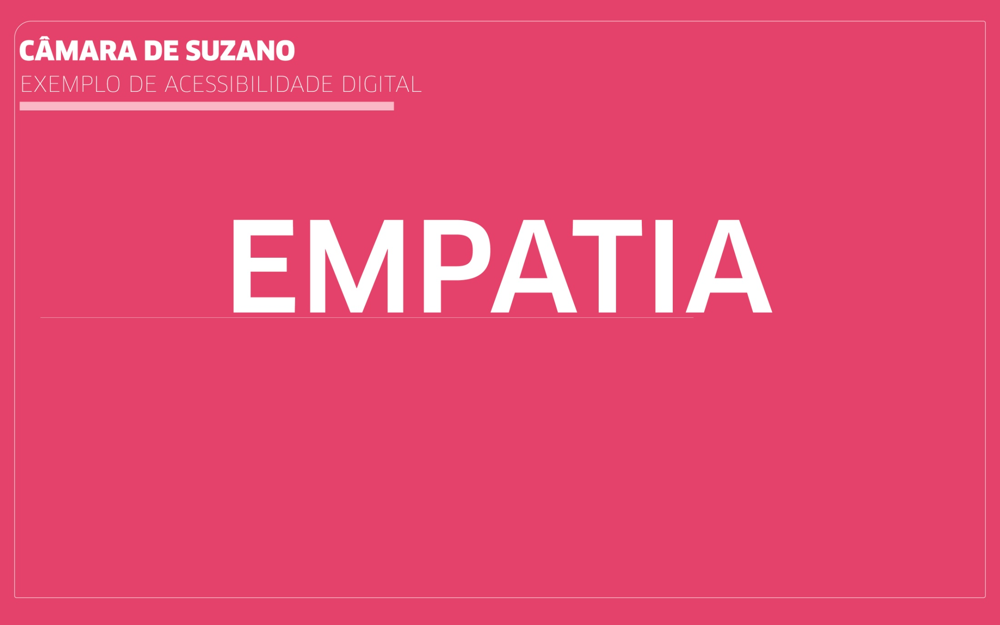 CÂMARA DE SUZANO
EXEMPLO DE ACESSIBILIDADE DIGITAL
EMPATIA